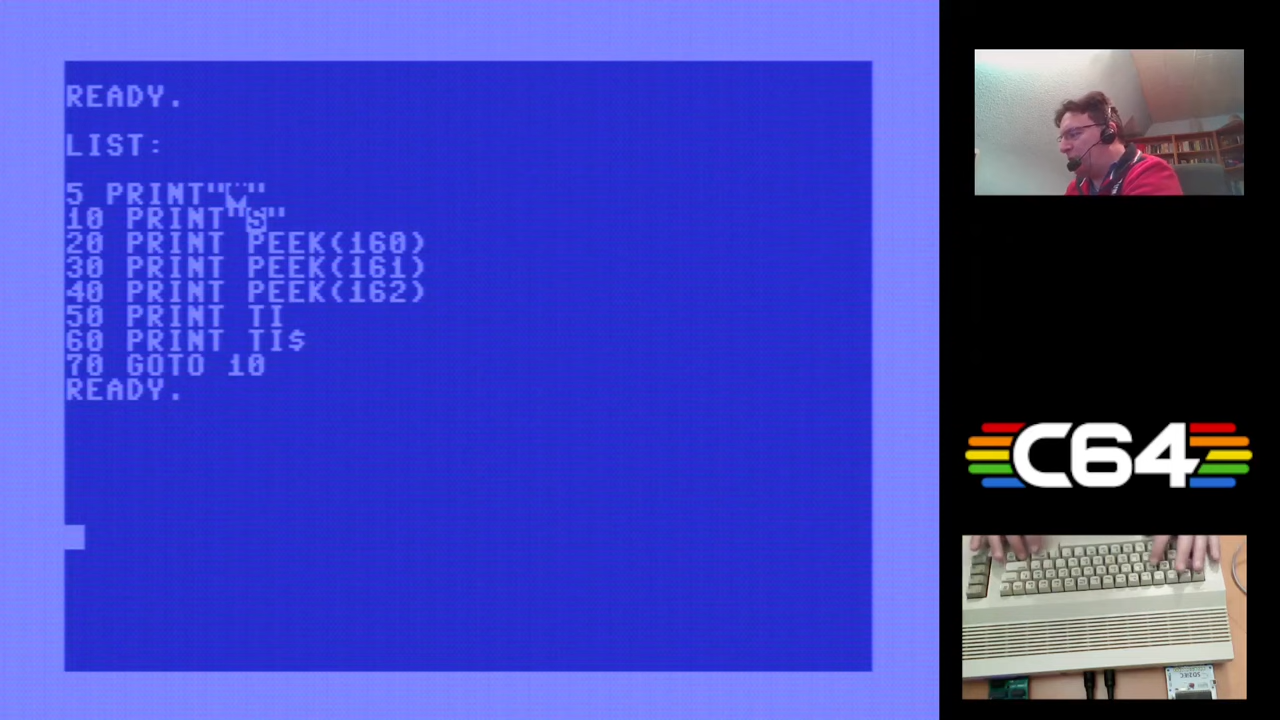 READY.
LIST:
5 PRINT"♥"
10 PRINT"S"
20 PRINT PEEK(160)
30 PRINT PEEK(161)
40 PRINT PEEK(162)
50 PRINT TI
60 PRINT TI$
70 GOTO 10
READY.
C64
SD2IEC